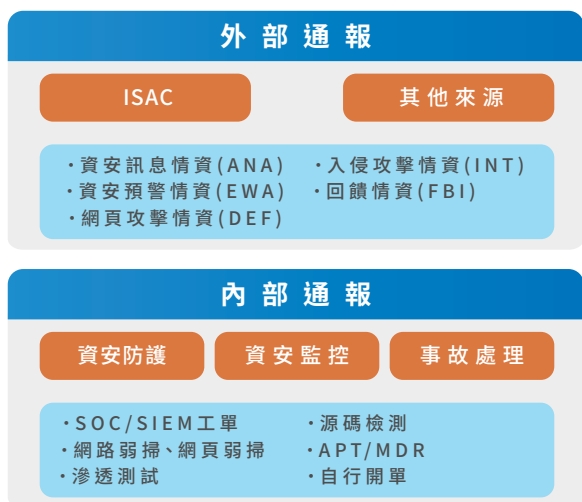 外部通報
ISAC 其他來源
・資安訊息情資(ANA) ・入侵攻擊情資(INT)
・資安預警情資(EWA) ・回饋情資(FBI)
・網頁攻擊情資(DEF)
內部通報
資安防護 資安監控 事故處理
・SOC/SIEM工單 ・源碼檢測
・網路弱掃、網頁弱掃 ・APT/MDR
・滲透測試 ・自行開單